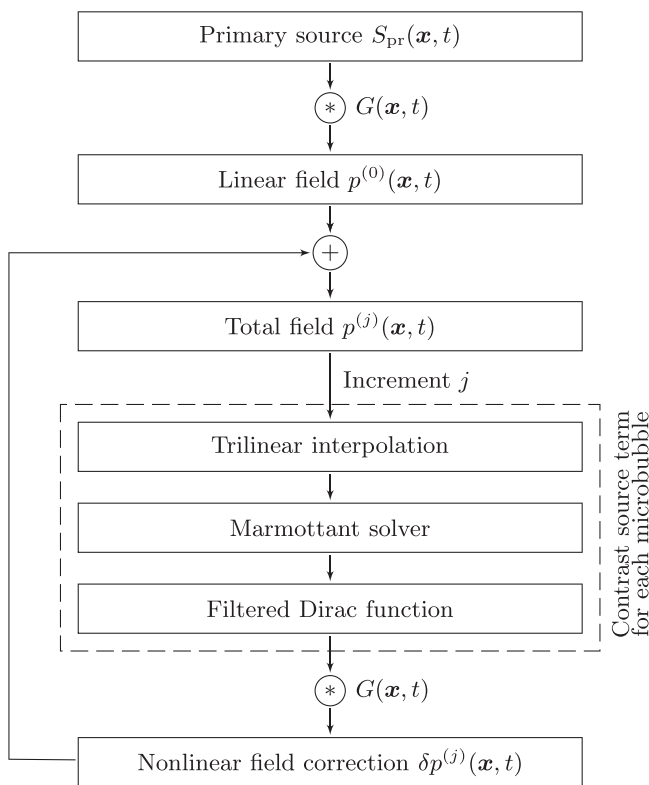 Primary source Sₚᵣ(𝒙, t)
∗ G(𝒙, t)
Linear field p⁽⁰⁾(𝒙, t)
+
Total field p⁽ʲ⁾(𝒙, t)
Increment j
Trilinear interpolation
Marmottant solver
Filtered Dirac function
Contrast source term
for each microbubble
∗ G(𝒙, t)
Nonlinear field correction δp⁽ʲ⁾(𝒙, t)